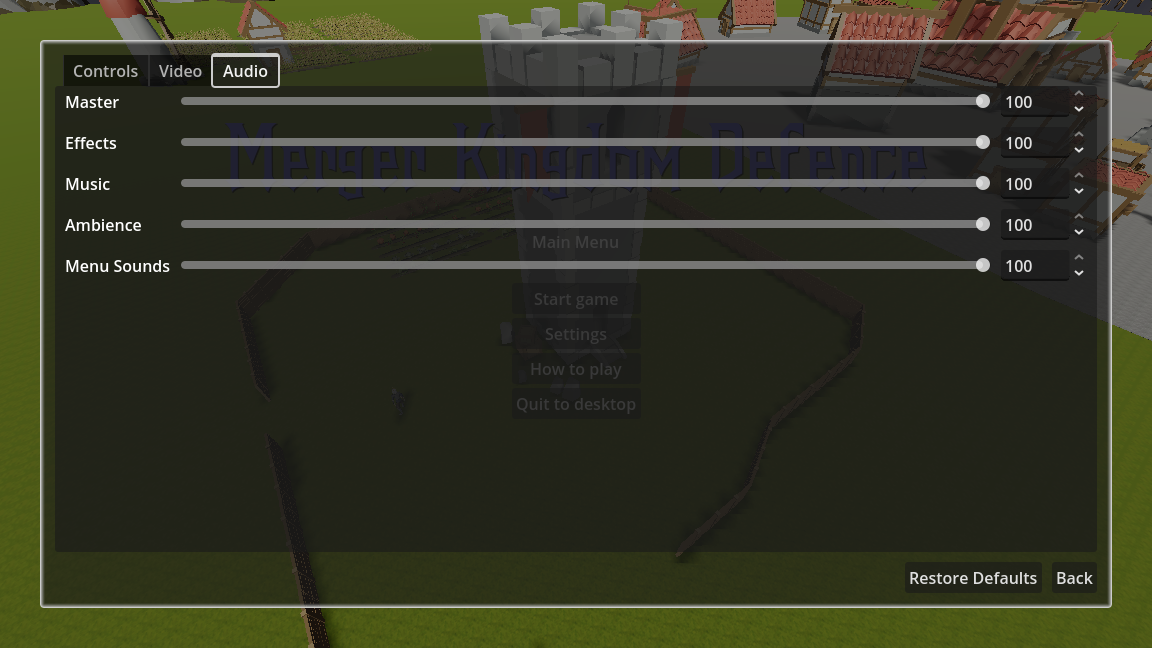 Controls Video Audio
Master 100
Effects 100
Merger Kingdom Defence
Music 100
Ambience 100
Main Menu
Menu Sounds 100
Start game
Settings
How to play
Quit to desktop
Restore Defaults Back